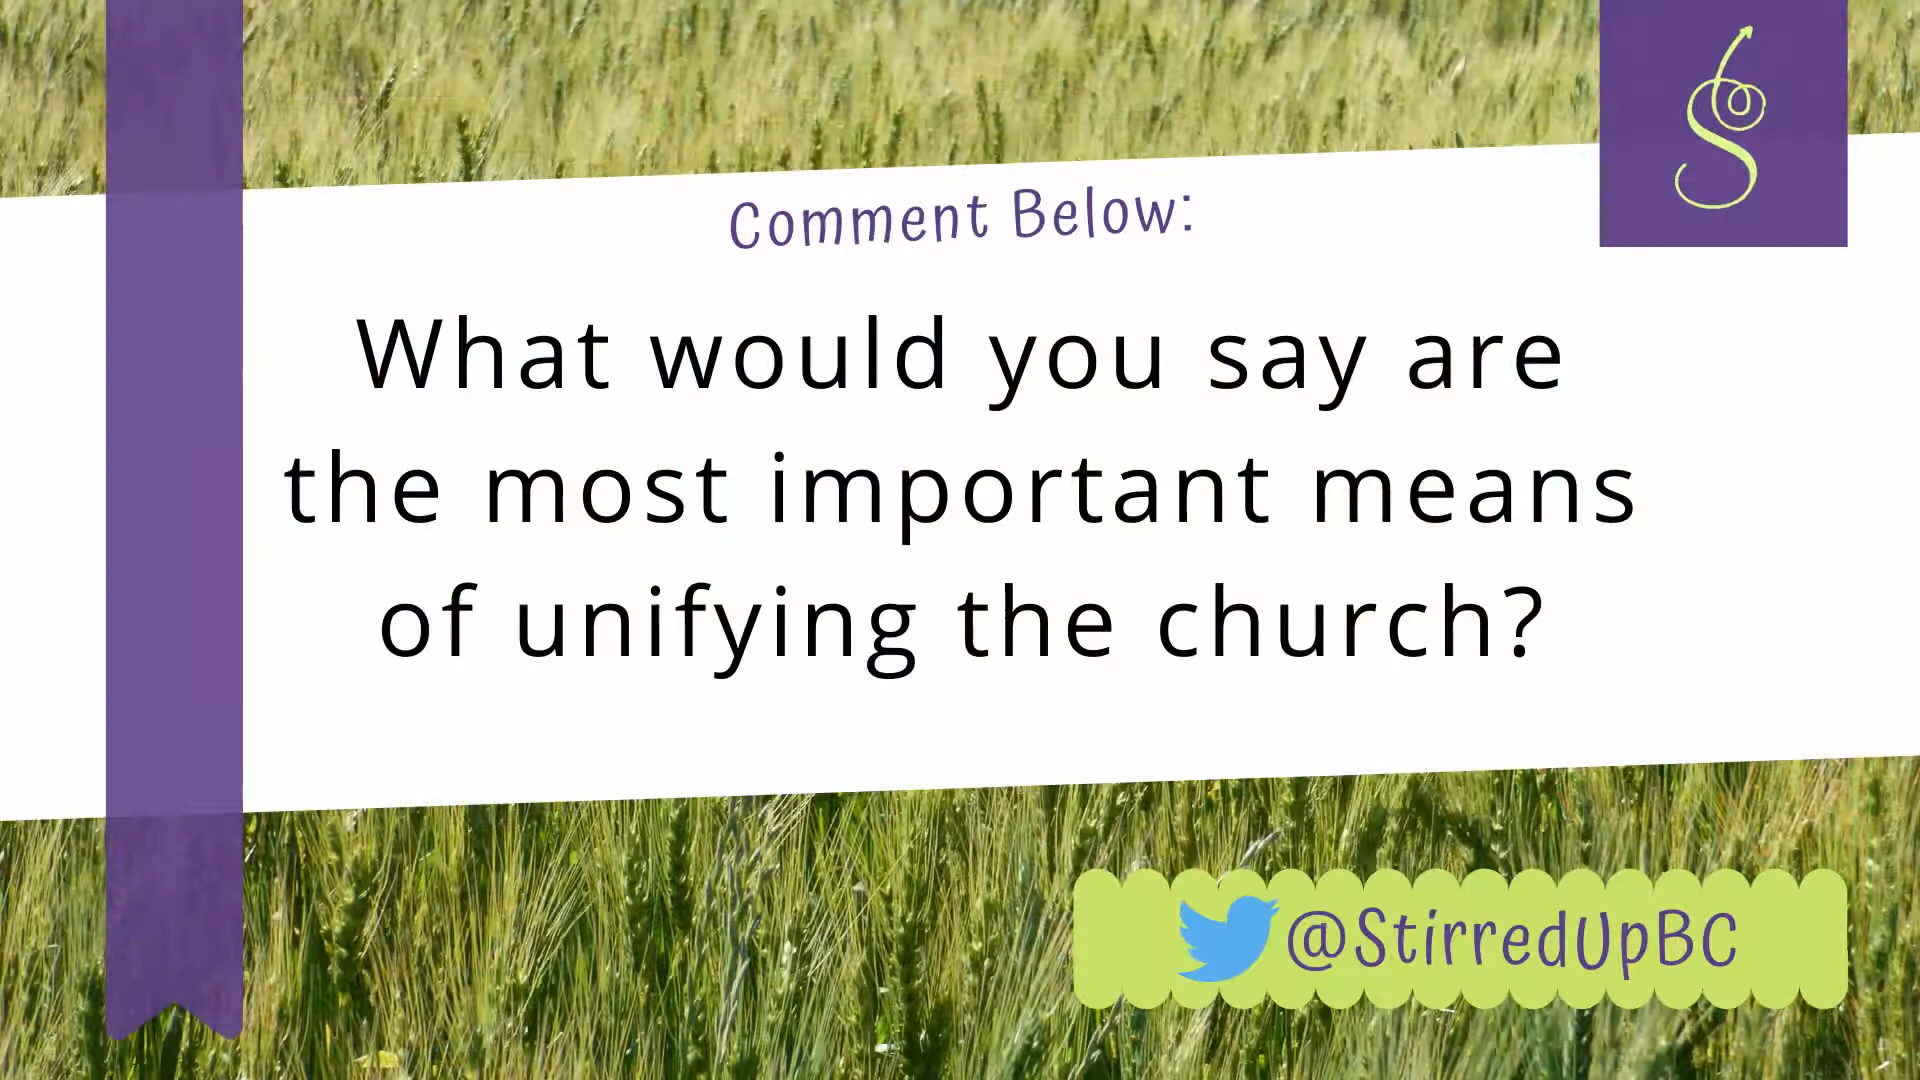 Comment Below:
What would you say are
the most important means
of unifying the church?
@StirredUpBC